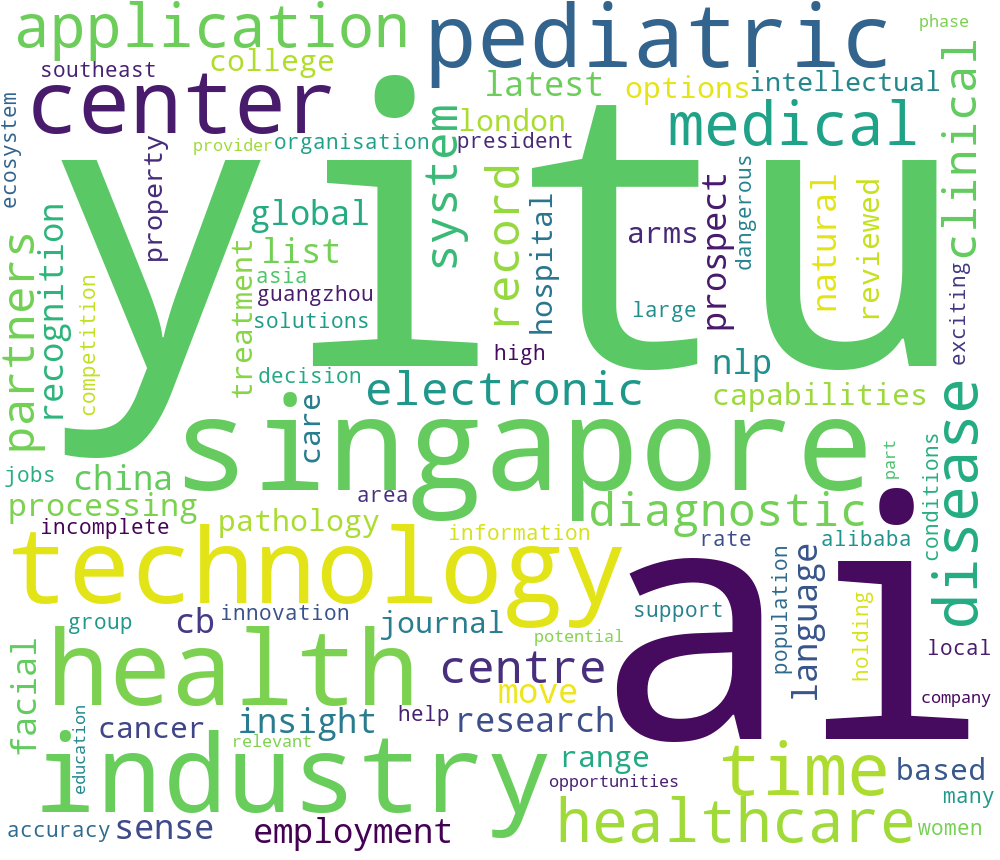 application
pediatric
phase
southeast
college
center
latest
options
intellectual
ecosystem
yitu
provider
organisation
london
president
medical
clinical
property
system
global
record
hospital
arms
prospect
dangerous
natural
reviewed
partners
recognition
list
asia
guangzhou
solutions
treatment
competition
large
exciting
high
nlp
decision
electronic
capabilities
care
singapore
disease
jobs
china
processing
area
diagnostic
part
conditions
incomplete
pathology
information
rate
alibaba
technology
ai
innovation
group
cb
journal
support
population
language
holding
potential
local
health
centre
facial
move
company
cancer
insight
help
research
education
relevant
industry
range
opportunities
time
based
many
accuracy
sense
employment
healthcare
women